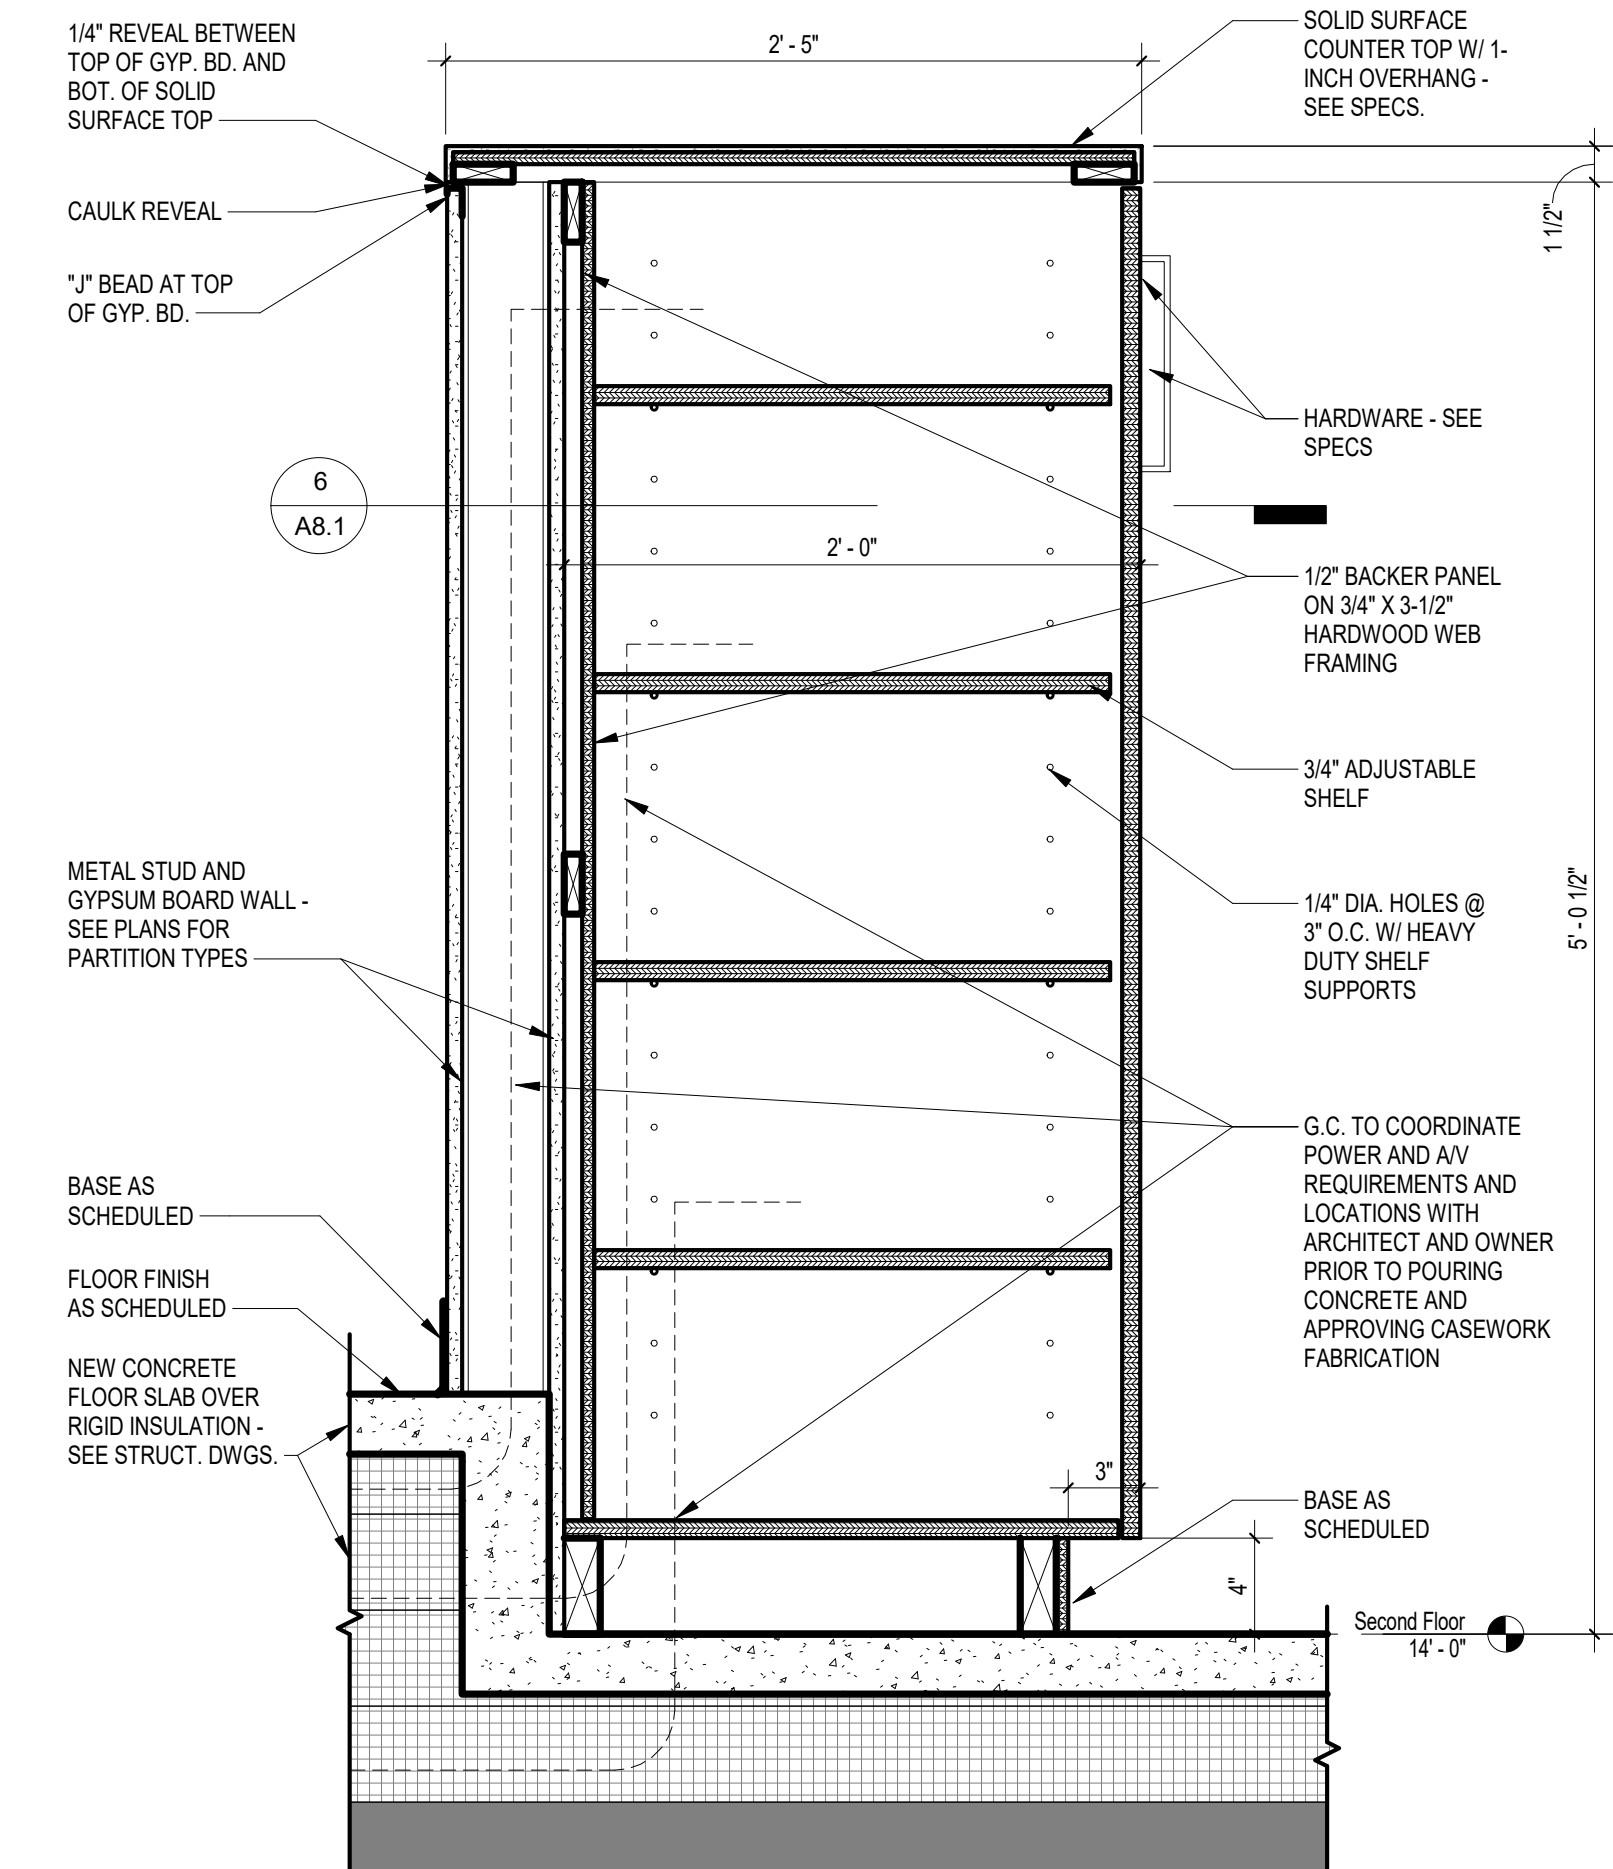 1/4" REVEAL BETWEEN
TOP OF GYP. BD. AND
BOT. OF SOLID
SURFACE TOP
CAULK REVEAL
"J" BEAD AT TOP
OF GYP. BD.
6
A8.1
METAL STUD AND
GYPSUM BOARD WALL -
SEE PLANS FOR
PARTITION TYPES
BASE AS
SCHEDULED
FLOOR FINISH
AS SCHEDULED
NEW CONCRETE
FLOOR SLAB OVER
RIGID INSULATION -
SEE STRUCT. DWGS.
2' - 5"
2' - 0"
3"
4"
SOLID SURFACE
COUNTER TOP W/ 1-
INCH OVERHANG -
SEE SPECS.
1 1/2"
HARDWARE - SEE
SPECS
1/2" BACKER PANEL
ON 3/4" X 3-1/2"
HARDWOOD WEB
FRAMING
3/4" ADJUSTABLE
SHELF
1/4" DIA. HOLES @
3" O.C. W/ HEAVY
DUTY SHELF
SUPPORTS
5' - 0 1/2"
G.C. TO COORDINATE
POWER AND A/V
REQUIREMENTS AND
LOCATIONS WITH
ARCHITECT AND OWNER
PRIOR TO POURING
CONCRETE AND
APPROVING CASEWORK
FABRICATION
BASE AS
SCHEDULED
Second Floor
14' - 0"